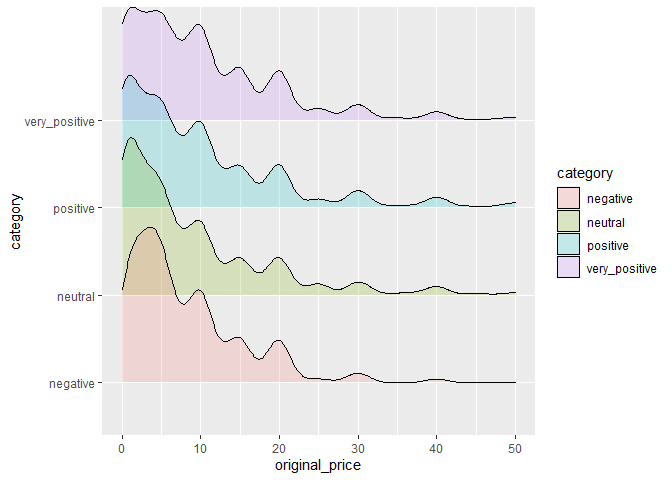 very_positive
positive
neutral
negative
category
0 10 20 30 40 50
original_price
category
negative
neutral
positive
very_positive